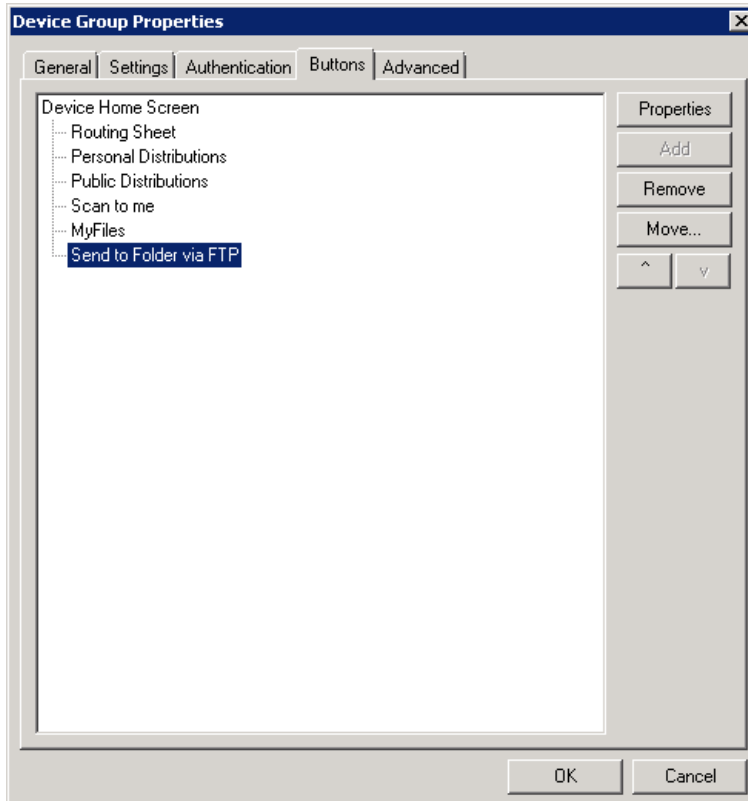 Device Group Properties
General Settings Authentication Buttons Advanced
Device Home Screen
Routing Sheet
Personal Distributions
Public Distributions
Scan to me
MyFiles
Send to Folder via FTP
Properties
Add
Remove
Move...
^ v
OK Cancel